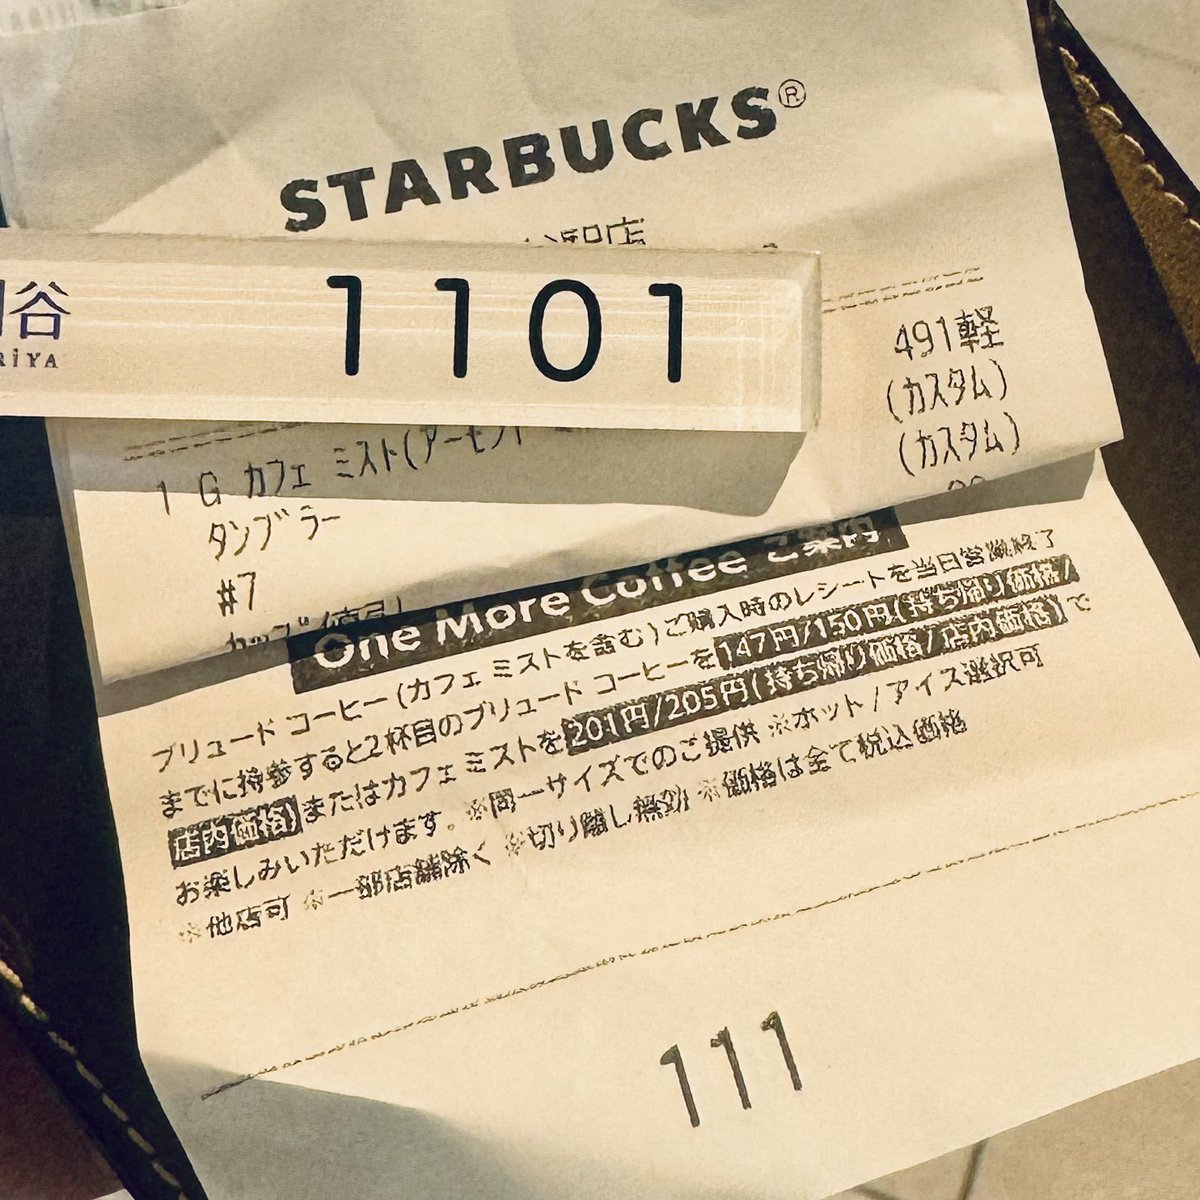 STARBUCKS®
駅店
谷
RIYA
1101
491軽
(カスタム)
(カスタム)
1 G カフェ ミスト(アーモンド
タンブラー
#7
One More Coffee ご案内
ブリュード コーヒー(カフェ ミストを含む)ご購入時のレシートを当日営業終了
までに持参すると2杯目のブリュード コーヒーを147円/150円(持ち帰り価格/
店内価格)またはカフェ ミストを201円/205円(持ち帰り価格/店内価格)で
お楽しみいただけます。※同一サイズでのご提供 ※ホット/アイス選択可
※他店可 ※一部店舗除く ※切り離し無効 ※価格は全て税込価格
111